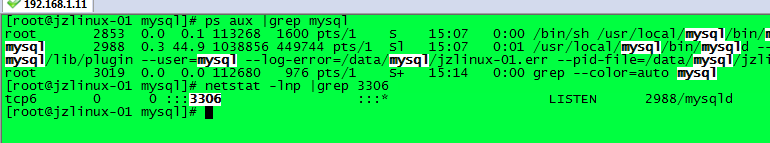 192.168.1.11
[root@jzlinux-01 mysql]# ps aux |grep mysql
root 2853 0.0 0.1 113268 1600 pts/1 S 15:07 0:00 /bin/sh /usr/local/mysql/bin/
mysql 2988 0.3 44.9 1038856 449744 pts/1 Sl 15:07 0:01 /usr/local/mysql/bin/mysqld --
mysql/lib/plugin --user=mysql --log-error=/data/mysql/jzlinux-01.err --pid-file=/data/mysql/jzli
root 3019 0.0 0.0 112680 976 pts/1 S+ 15:14 0:00 grep --color=auto mysql
[root@jzlinux-01 mysql]# netstat -lnp |grep 3306
tcp6 0 0 :::3306 :::* LISTEN 2988/mysqld
[root@jzlinux-01 mysql]#